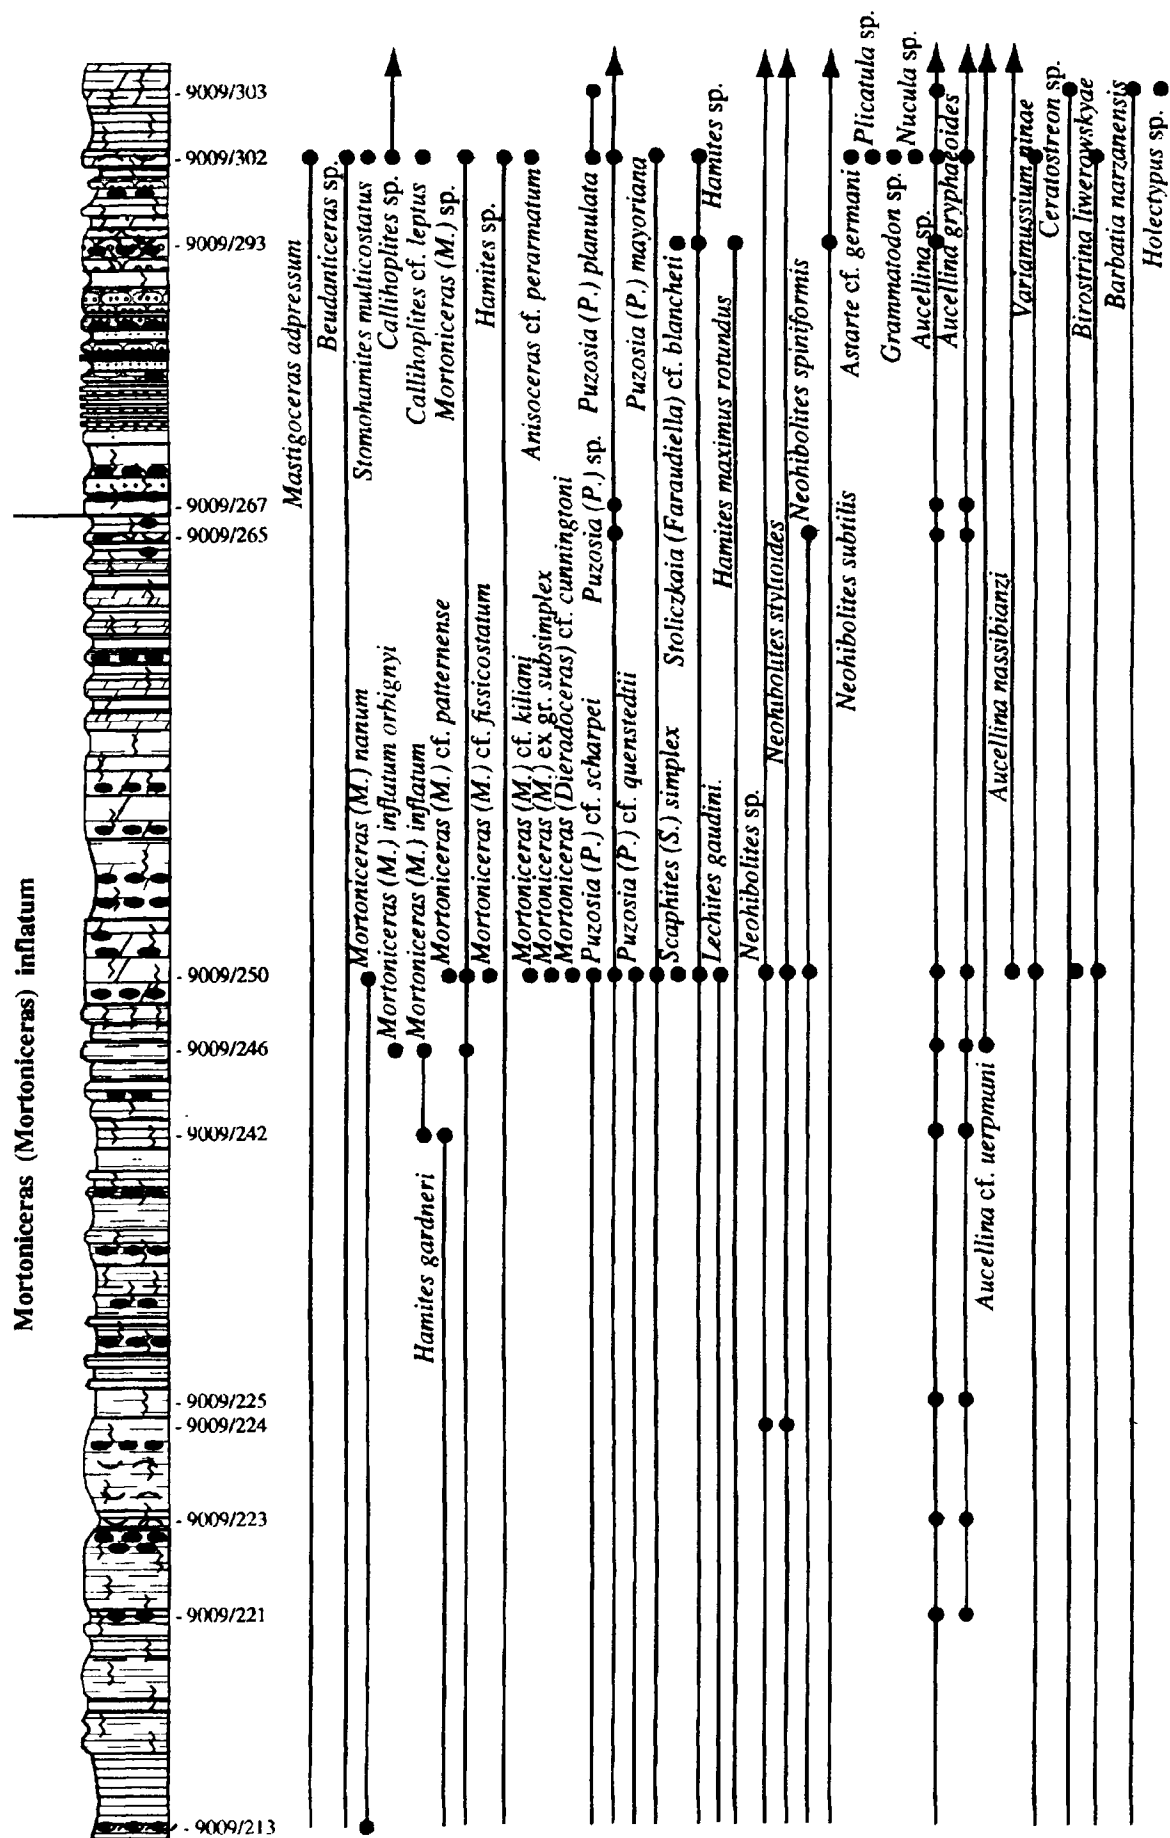 Mortoniceras (Mortoniceras) inflatum
- 9009/303
- 9009/302
- 9009/293
- 9009/267
- 9009/265
- 9009/250
- 9009/246
- 9009/242
- 9009/225
- 9009/224
- 9009/223
- 9009/221
- 9009/213
Mastigoceras adpressum
Beudanticeras sp.
Stomohamites multicostatus
Callihoplites sp.
Callihoplites cf. leptus
Mortoniceras (M.) sp.
Hamites sp.
Anisoceras cf. perarmatum
Puzosia (P.) planulata
Puzosia (P.) sp.
Puzosia (P.) mayoriana
Stoliczkaia (Faraudiella) cf. blancheii
Hamites sp.
Hamites maximus rotundus
Mortoniceras (M.) nanum
Mortoniceras (M.) inflatum orbignyi
Mortoniceras (M.) inflatum
Mortoniceras (M.) cf. patternense
Mortoniceras (M.) cf. fissicostatum
Mortoniceras (M.) cf. kiliani
Mortoniceras (M.) ex gr. subsimplex
Mortoniceras (Dieradoceras) cf. cunningtoni
Puzosia (P.) cf. scharpei
Puzosia (P.) cf. quenstedtii
Scaphites (S.) simplex
Lechites gaudini
Hamites gardneri
Neohibolites sp.
Neohibolites stylioides
Neohibolites spiniformis
Neohibolites subtilis
Astarte cf. germani
Plicatula sp.
Grammatodon sp.
Nucula sp.
Aucellina sp.
Aucellina gryphaeoides
Aucellina cf. uerpmani
Aucellina nassibianzi
Variamussium ninae
Ceratostreon sp.
Birostrina liwerowskyae
Barbatia narzanensis
Holectypus sp.